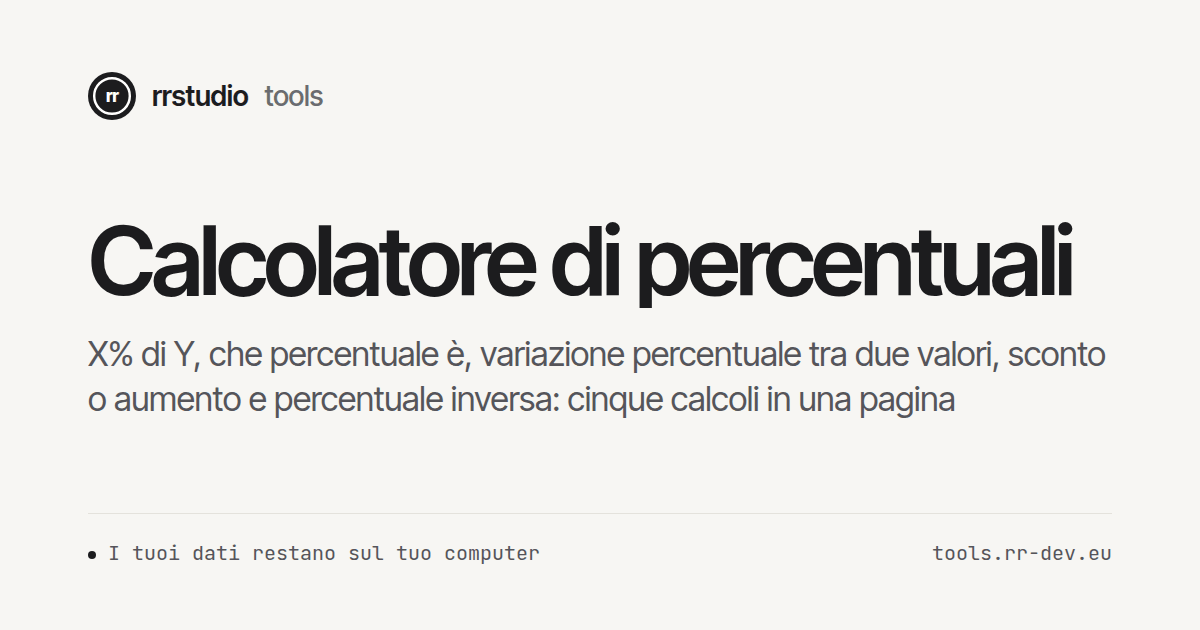 rr rrstudio tools
Calcolatore di percentuali
X% di Y, che percentuale è, variazione percentuale tra due valori, sconto
o aumento e percentuale inversa: cinque calcoli in una pagina
I tuoi dati restano sul tuo computer
tools.rr-dev.eu